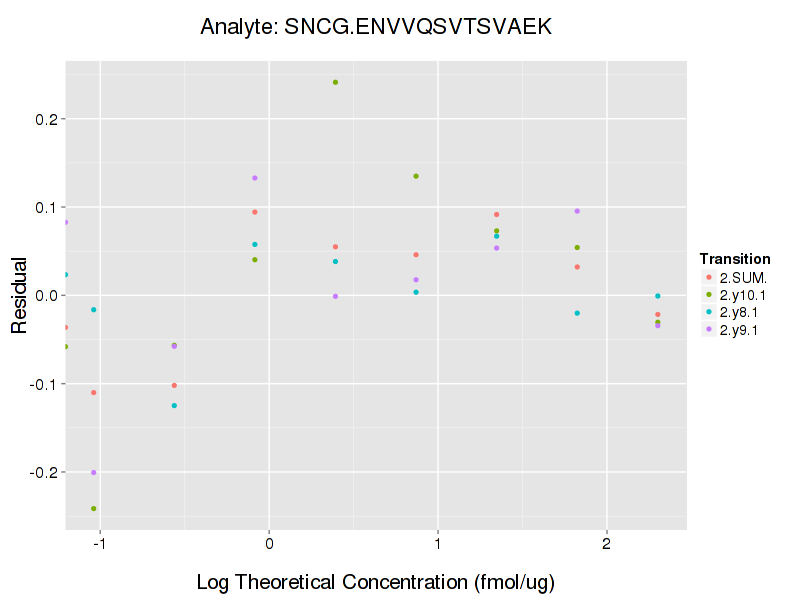 Analyte: SNCG.ENVVQSVTSVAEK
Residual
0.2
0.1
0.0
-0.1
-0.2
-1
0
1
2
Log Theoretical Concentration (fmol/ug)
Transition
2.SUM.
2.y10.1
2.y8.1
2.y9.1